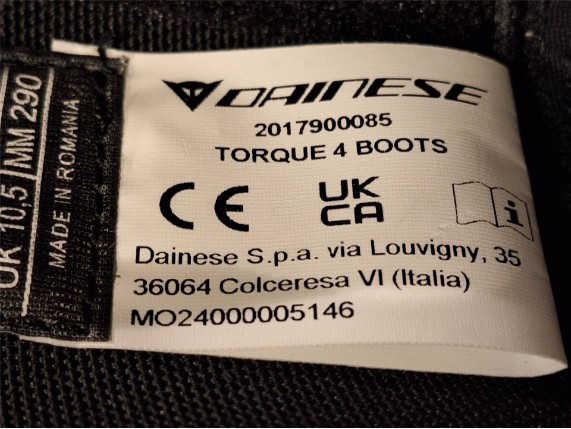 UK 10.5 MM 290
MADE IN ROMANIA
DAINESE
2017900085
TORQUE 4 BOOTS
CE
UK
CA
i
Dainese S.p.a. via Louvigny, 35
36064 Colceresa VI (Italia)
MO24000005146